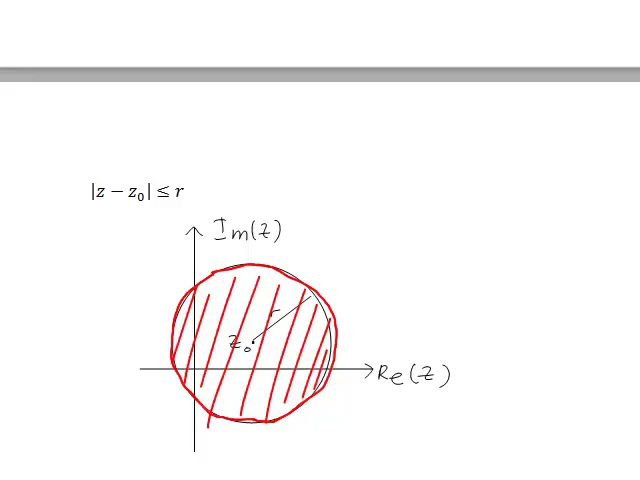 |z − z₀| ≤ r
Im(z)
r
z₀
Re(z)